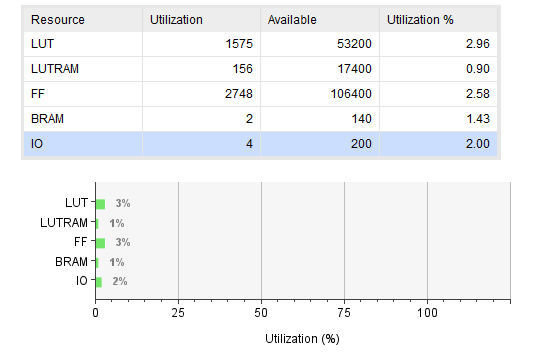 Resource Utilization Available Utilization %
LUT 1575 53200 2.96
LUTRAM 156 17400 0.90
FF 2748 106400 2.58
BRAM 2 140 1.43
IO 4 200 2.00
LUT 3%
LUTRAM 1%
FF 3%
BRAM 1%
IO 2%
0 25 50 75 100
Utilization (%)